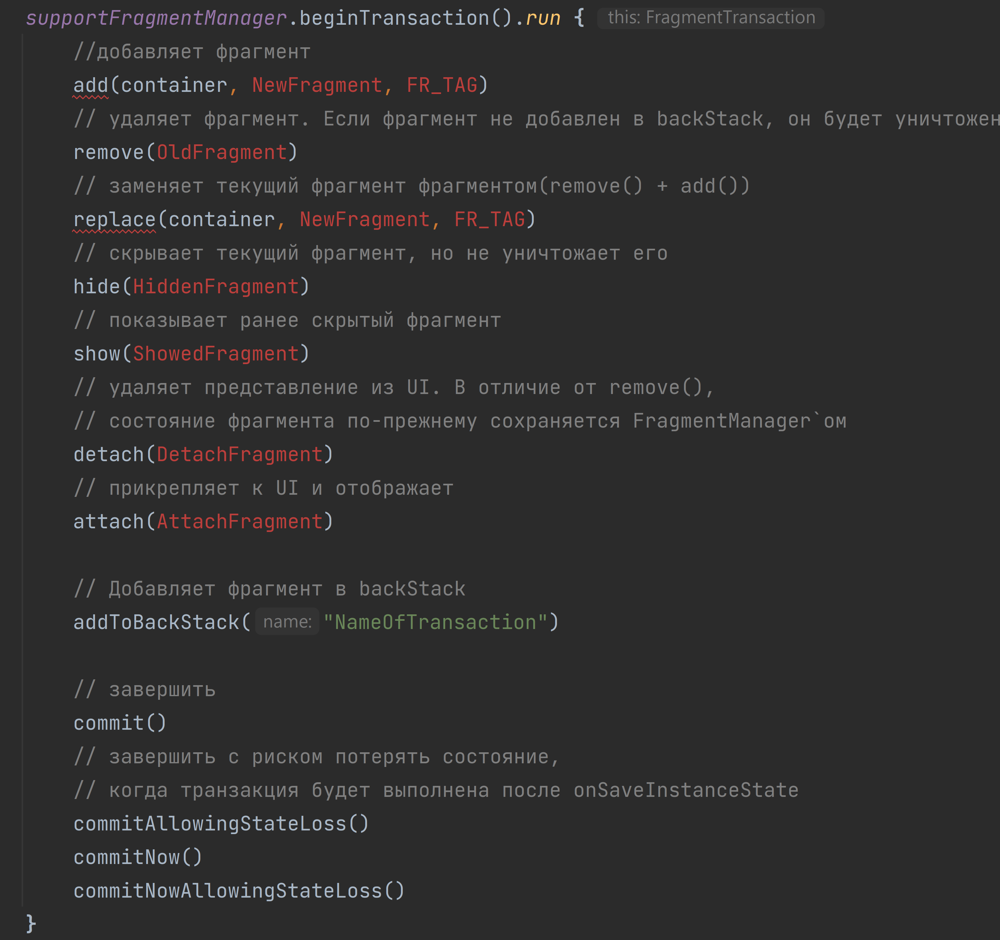 supportFragmentManager.beginTransaction().run { this: FragmentTransaction
//добавляет фрагмент
add(container, NewFragment, FR_TAG)
// удаляет фрагмент. Если фрагмент не добавлен в backStack, он будет уничтожен
remove(OldFragment)
// заменяет текущий фрагмент фрагментом(remove() + add())
replace(container, NewFragment, FR_TAG)
// скрывает текущий фрагмент, но не уничтожает его
hide(HiddenFragment)
// показывает ранее скрытый фрагмент
show(ShowedFragment)
// удаляет представление из UI. В отличие от remove(),
// состояние фрагмента по-прежнему сохраняется FragmentManager`ом
detach(DetachFragment)
// прикрепляет к UI и отображает
attach(AttachFragment)
// Добавляет фрагмент в backStack
addToBackStack( name: "NameOfTransaction")
// завершить
commit()
// завершить с риском потерять состояние,
// когда транзакция будет выполнена после onSaveInstanceState
commitAllowingStateLoss()
commitNow()
commitNowAllowingStateLoss()
}